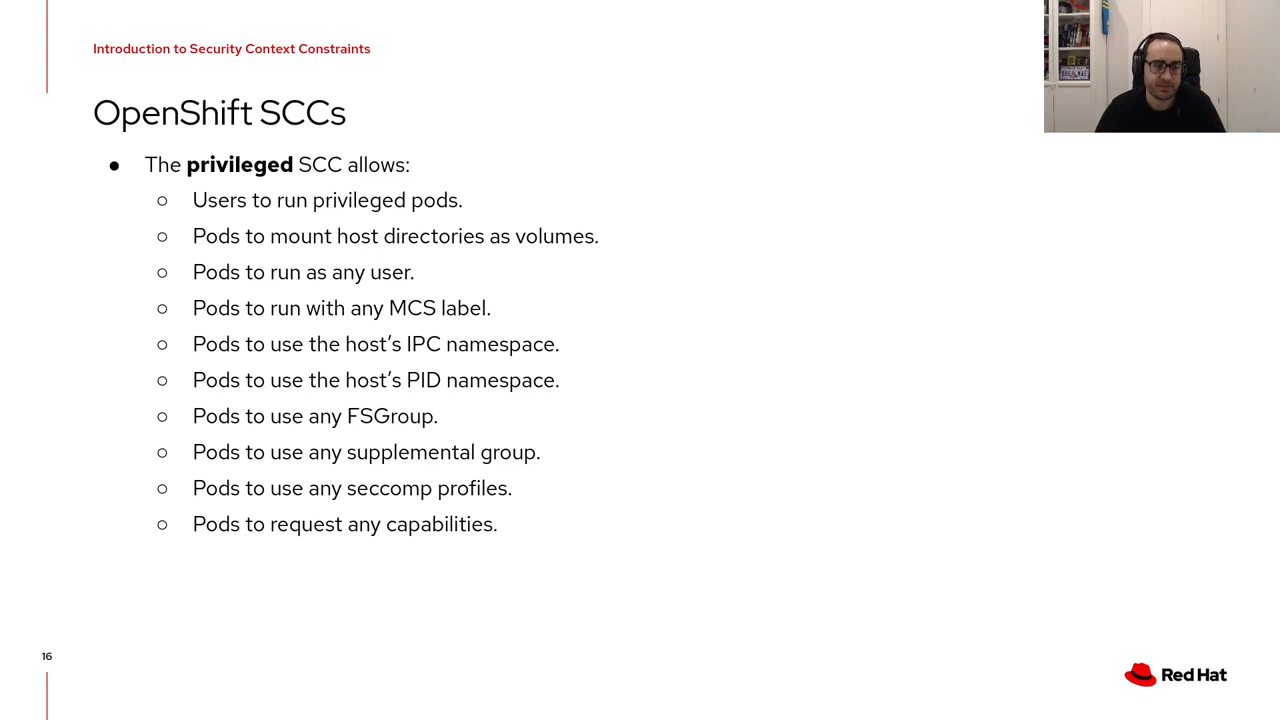 Introduction to Security Context Constraints
OpenShift SCCs
● The privileged SCC allows:
○ Users to run privileged pods.
○ Pods to mount host directories as volumes.
○ Pods to run as any user.
○ Pods to run with any MCS label.
○ Pods to use the host’s IPC namespace.
○ Pods to use the host’s PID namespace.
○ Pods to use any FSGroup.
○ Pods to use any supplemental group.
○ Pods to use any seccomp profiles.
○ Pods to request any capabilities.
16
Red Hat